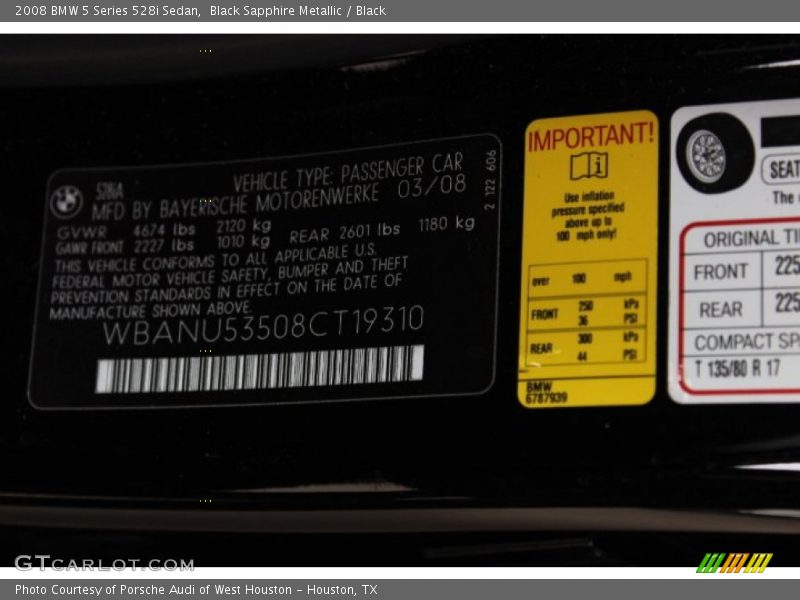 2008 BMW 5 Series 528i Sedan, Black Sapphire Metallic / Black
528iA
VEHICLE TYPE: PASSENGER CAR
MFD BY BAYERISCHE MOTORENWERKE 03/08
GVWR 4674 lbs 2120 kg
GAWR FRONT 2227 lbs 1010 kg REAR 2601 lbs 1180 kg
THIS VEHICLE CONFORMS TO ALL APPLICABLE U.S.
FEDERAL MOTOR VEHICLE SAFETY, BUMPER AND THEFT
PREVENTION STANDARDS IN EFFECT ON THE DATE OF
MANUFACTURE SHOWN ABOVE.
WBANU53508CT19310
2 122 606
IMPORTANT!
Use inflation
pressure specified
above up to
100 mph only!
over 100 mph
FRONT 250 kPa
36 PSI
REAR 300 kPa
44 PSI
BMW
6787939
SEAT
The
ORIGINAL TI
FRONT 225
REAR 225
COMPACT SP
T 135/80 R 17
GTCARLOT.COM
Photo Courtesy of Porsche Audi of West Houston - Houston, TX